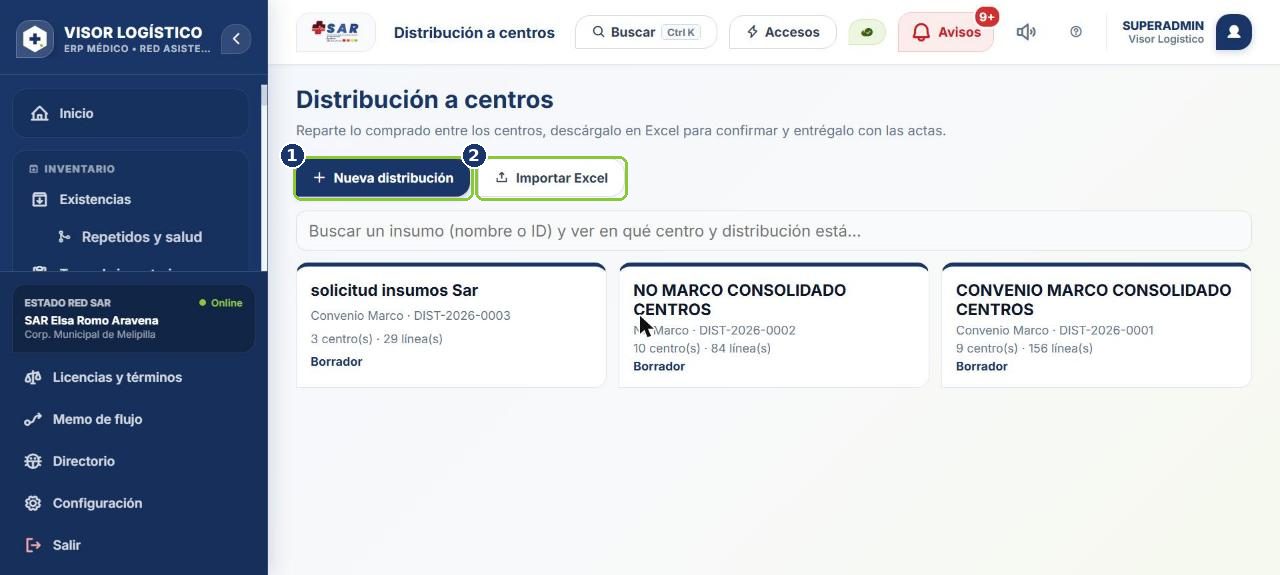 VISOR LOGÍSTICO
ERP MÉDICO • RED ASISTE...
SAR
Distribución a centros
Buscar Ctrl K
Accesos
Avisos
9+
SUPERADMIN
Visor Logístico
Inicio
INVENTARIO
Existencias
Repetidos y salud
ESTADO RED SAR
Online
SAR Elsa Romo Aravena
Corp. Municipal de Melipilla
Licencias y términos
Memo de flujo
Directorio
Configuración
Salir
Distribución a centros
Reparte lo comprado entre los centros, descárgalo en Excel para confirmar y entrégalo con las actas.
1
2
+ Nueva distribución
Importar Excel
Buscar un insumo (nombre o ID) y ver en qué centro y distribución está...
solicitud insumos Sar
Convenio Marco · DIST-2026-0003
3 centro(s) · 29 línea(s)
Borrador
NO MARCO CONSOLIDADO
CENTROS
Marco · DIST-2026-0002
10 centro(s) · 84 línea(s)
Borrador
CONVENIO MARCO CONSOLIDADO
CENTROS
Convenio Marco · DIST-2026-0001
9 centro(s) · 156 línea(s)
Borrador